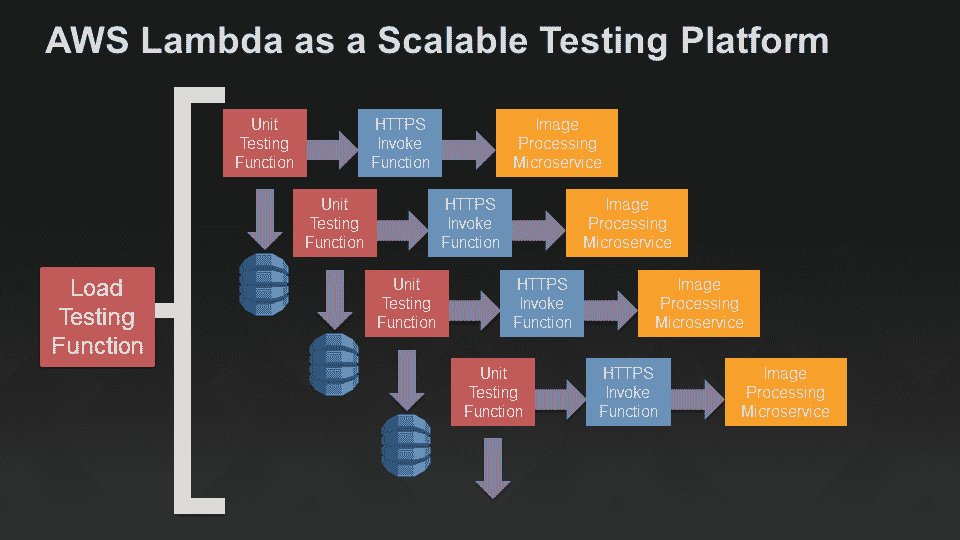 AWS Lambda as a Scalable Testing Platform
Unit
Testing
Function
HTTPS
Invoke
Function
Image
Processing
Microservice
Unit
Testing
Function
HTTPS
Invoke
Function
Image
Processing
Microservice
Load
Testing
Function
Unit
Testing
Function
HTTPS
Invoke
Function
Image
Processing
Microservice
Unit
Testing
Function
HTTPS
Invoke
Function
Image
Processing
Microservice